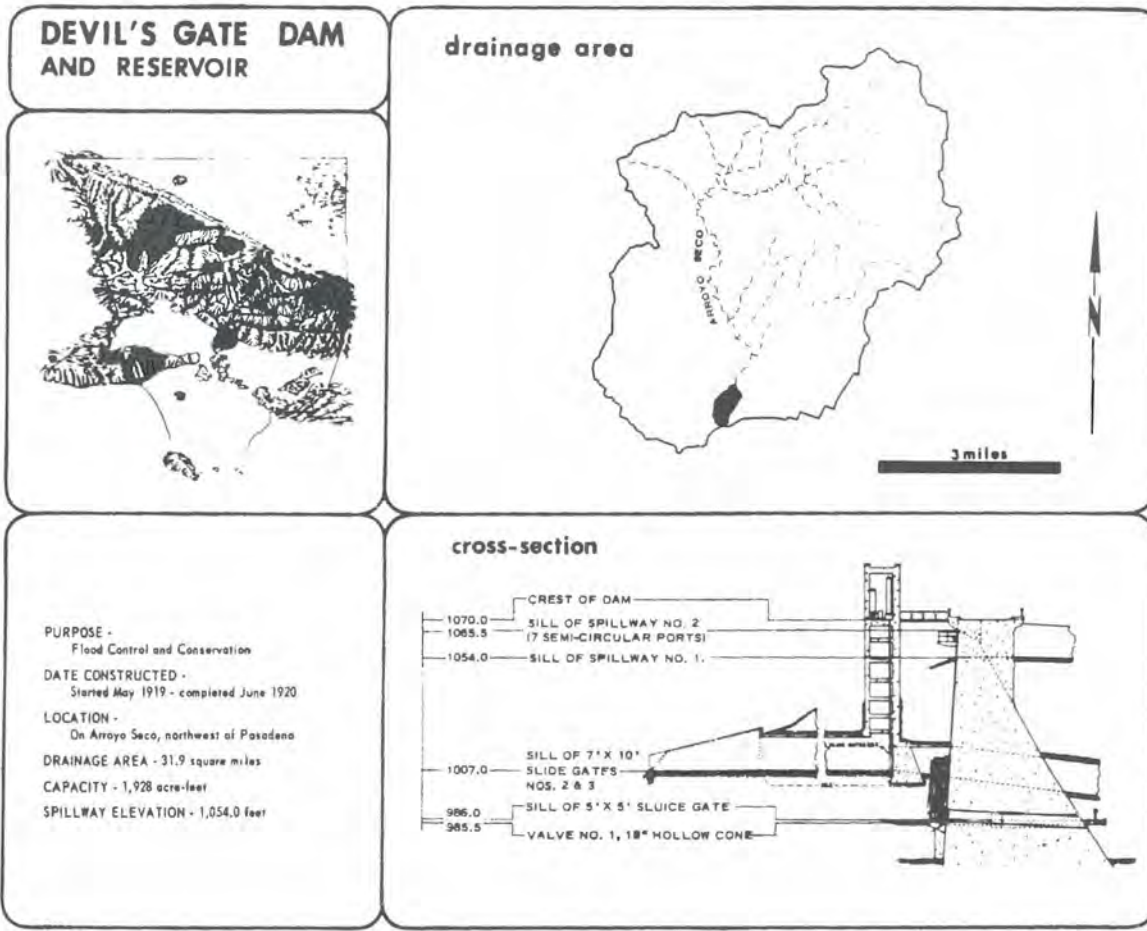 DEVIL'S GATE DAM
AND RESERVOIR
drainage area
ARROYO SECO
N
3 miles
PURPOSE -
Flood Control and Conservation
DATE CONSTRUCTED -
Started May 1919 - completed June 1920
LOCATION -
On Arroyo Seco, northwest of Pasadena
DRAINAGE AREA - 31.9 square miles
CAPACITY - 1,928 acre-feet
SPILLWAY ELEVATION - 1,054.0 feet
cross-section
CREST OF DAM
1070.0 SILL OF SPILLWAY NO. 2
1065.5 (7 SEMI-CIRCULAR PORTS)
1054.0 SILL OF SPILLWAY NO. 1.
SILL OF 7' X 10'
1007.0 SLIDE GATES
NOS. 2 & 3
986.0 SILL OF 5' X 5' SLUICE GATE
985.5 VALVE NO. 1, 18" HOLLOW CONE